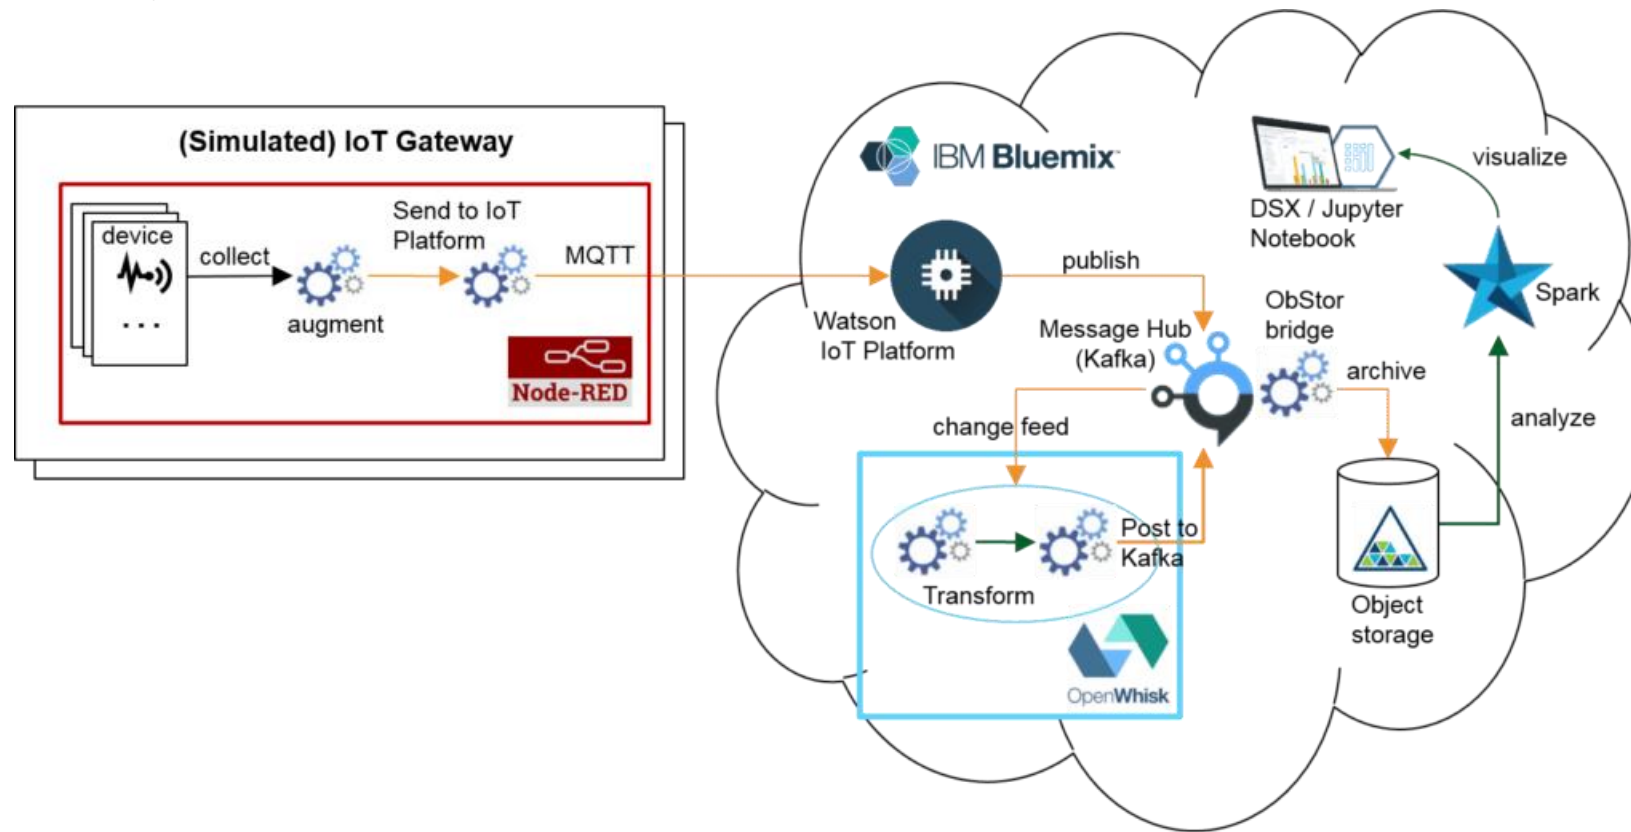 (Simulated) IoT Gateway
device
...
collect
augment
Send to IoT
Platform
MQTT
Node-RED
IBM Bluemix™
Watson
IoT Platform
publish
Message Hub
(Kafka)
change feed
Transform
Post to
Kafka
OpenWhisk
ObStor
bridge
archive
Object
storage
analyze
Spark
visualize
DSX / Jupyter
Notebook